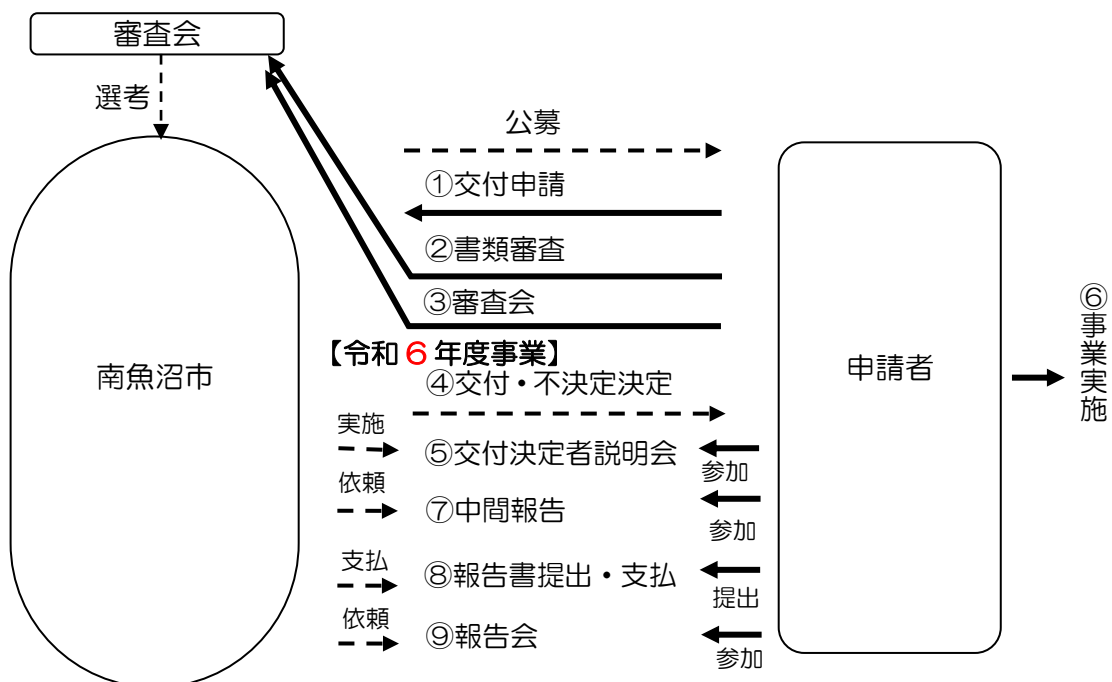 審査会
選考
公募
①交付申請
②書類審査
③審査会
【令和６年度事業】
④交付・不決定決定
南魚沼市
申請者
⑥事業実施
実施
⑤交付決定者説明会
参加
依頼
⑦中間報告
参加
支払
⑧報告書提出・支払
提出
依頼
⑨報告会
参加